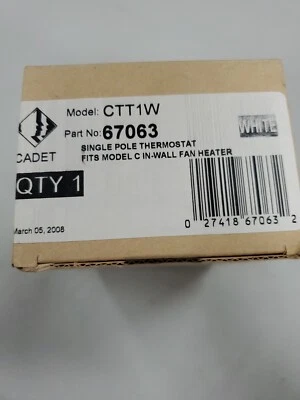 Model: CTT1W
Part No: 67063
WHITE
CADET
SINGLE POLE THERMOSTAT
FITS MODEL C IN-WALL FAN HEATER
QTY 1
0 27418 67063 2
March 05, 2008